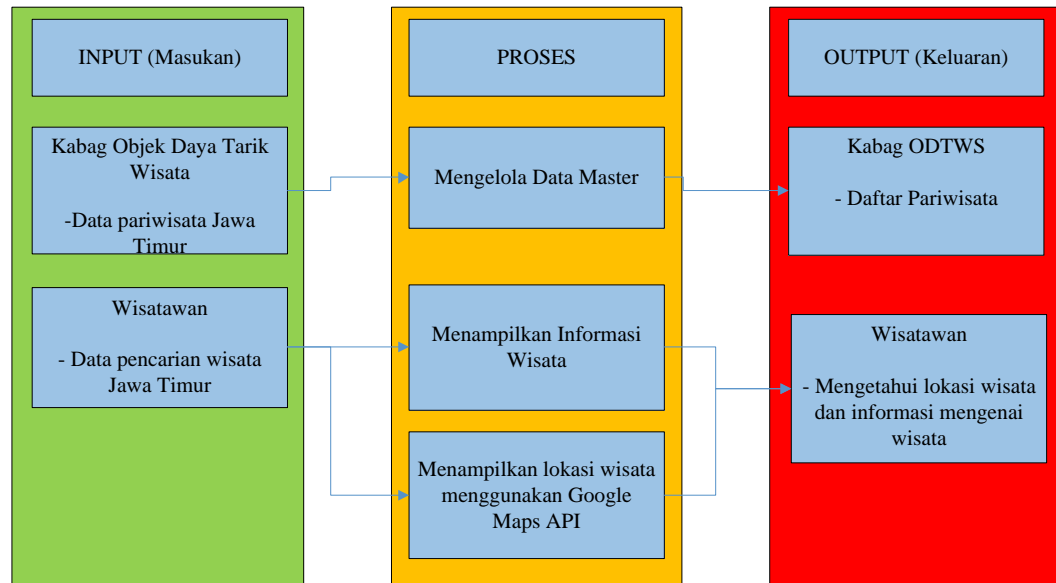 INPUT (Masukan)
Kabag Objek Daya Tarik
Wisata
-Data pariwisata Jawa
Timur
Wisatawan
- Data pencarian wisata
Jawa Timur
PROSES
Mengelola Data Master
Menampilkan Informasi
Wisata
Menampilkan lokasi wisata
menggunakan Google
Maps API
OUTPUT (Keluaran)
Kabag ODTWS
- Daftar Pariwisata
Wisatawan
- Mengetahui lokasi wisata
dan informasi mengenai
wisata